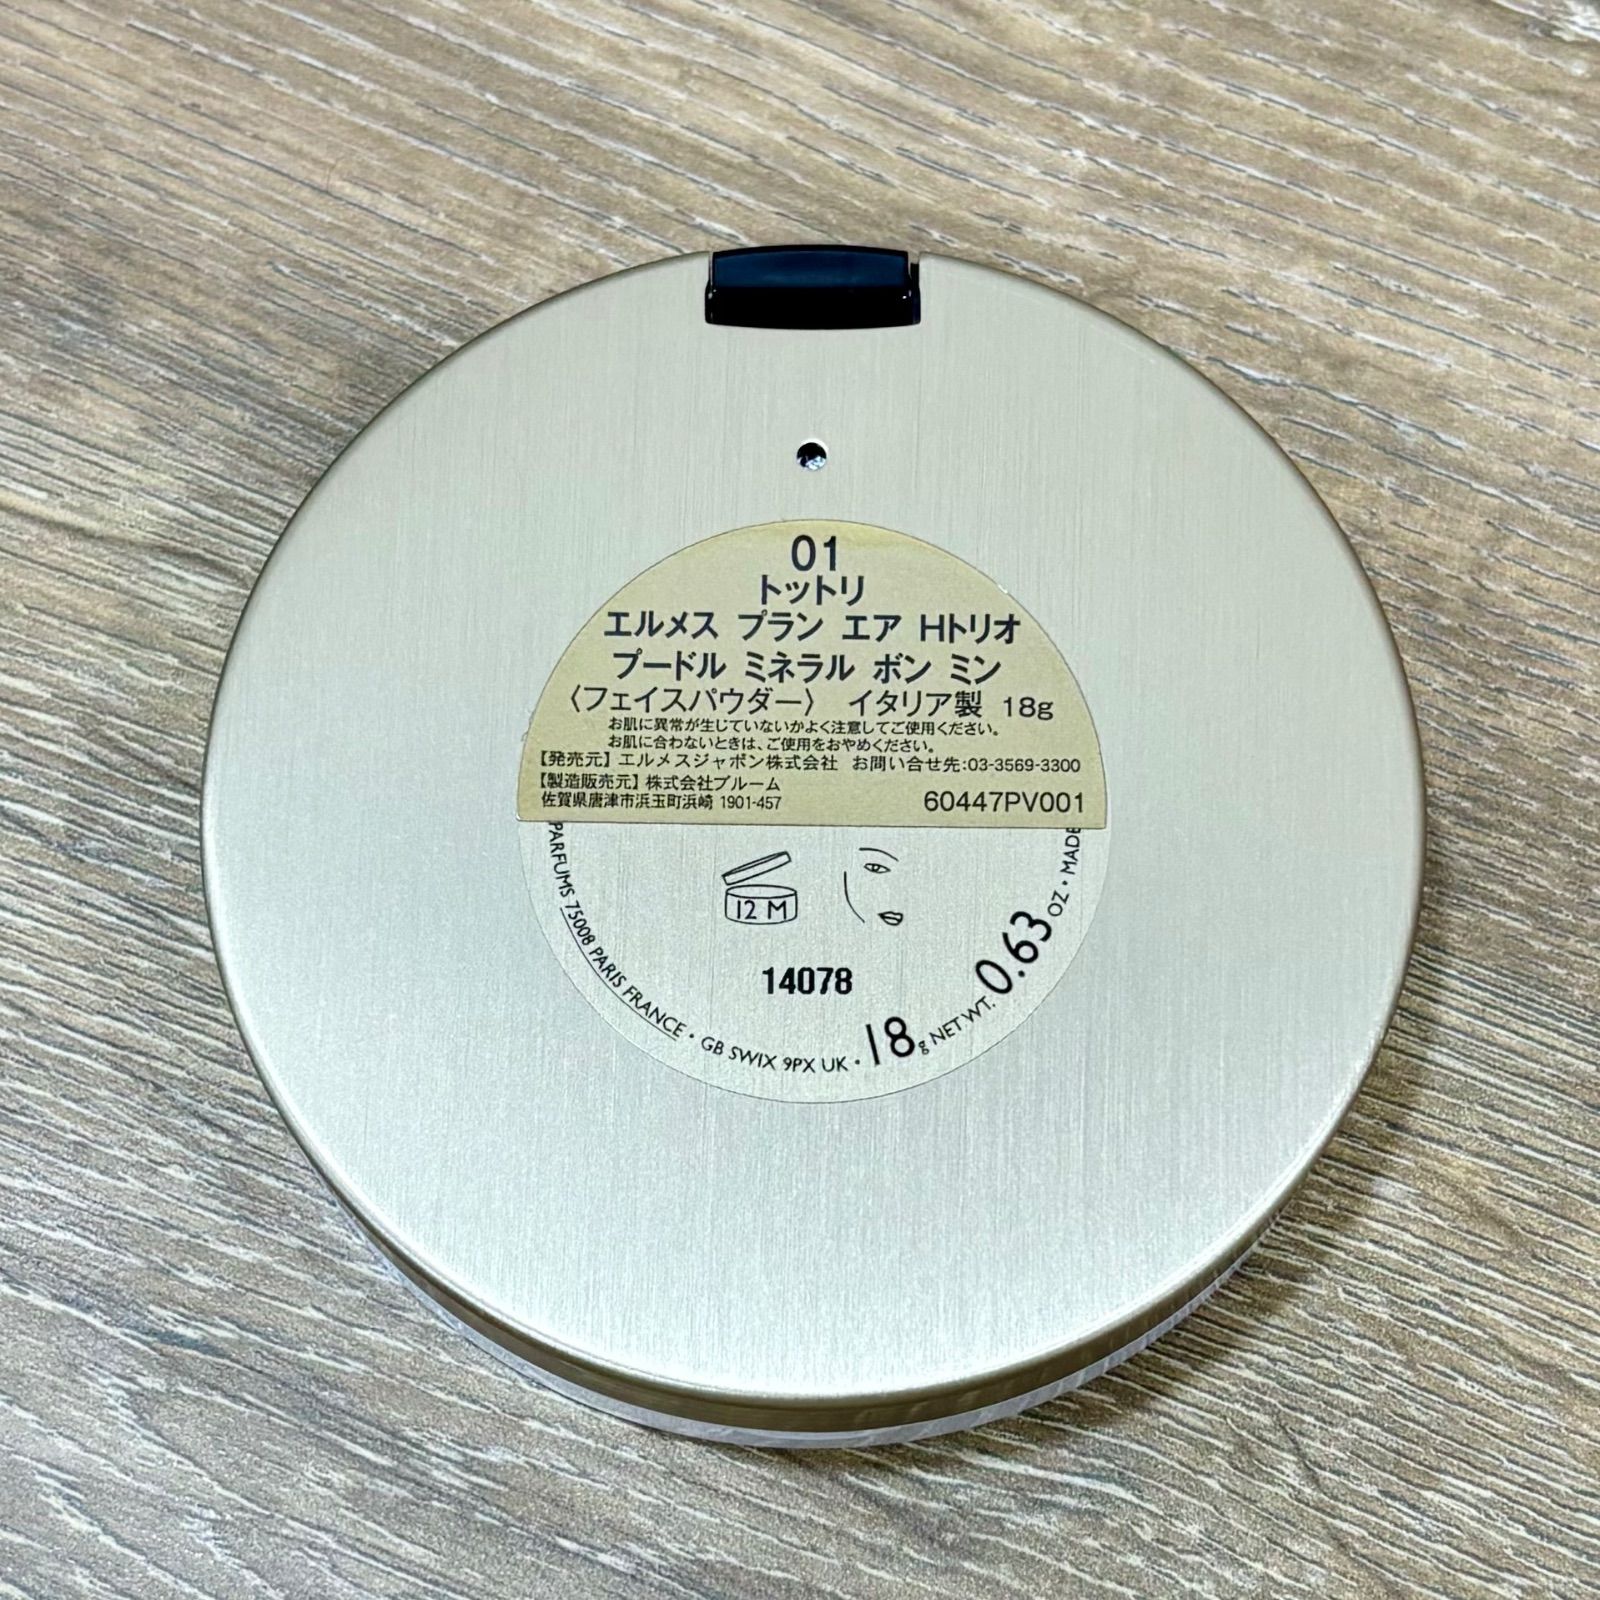 01
トットリ
エルメス プラン エア Hトリオ
プードル ミネラル ボン ミン
〈フェイスパウダー〉 イタリア製 18g
お肌に異常が生じていないかよく注意してご使用ください。
お肌に合わないときは、ご使用をおやめください。
【発売元】エルメスジャポン株式会社 お問い合せ先:03-3569-3300
【製造販売元】株式会社ブルーム
佐賀県唐津市浜玉町浜崎 1901-457 60447PV001
12 M
14078
PARFUMS 75008 PARIS FRANCE • GB SW1X 9PX UK • 18g NET WT. 0.63 OZ • MADE